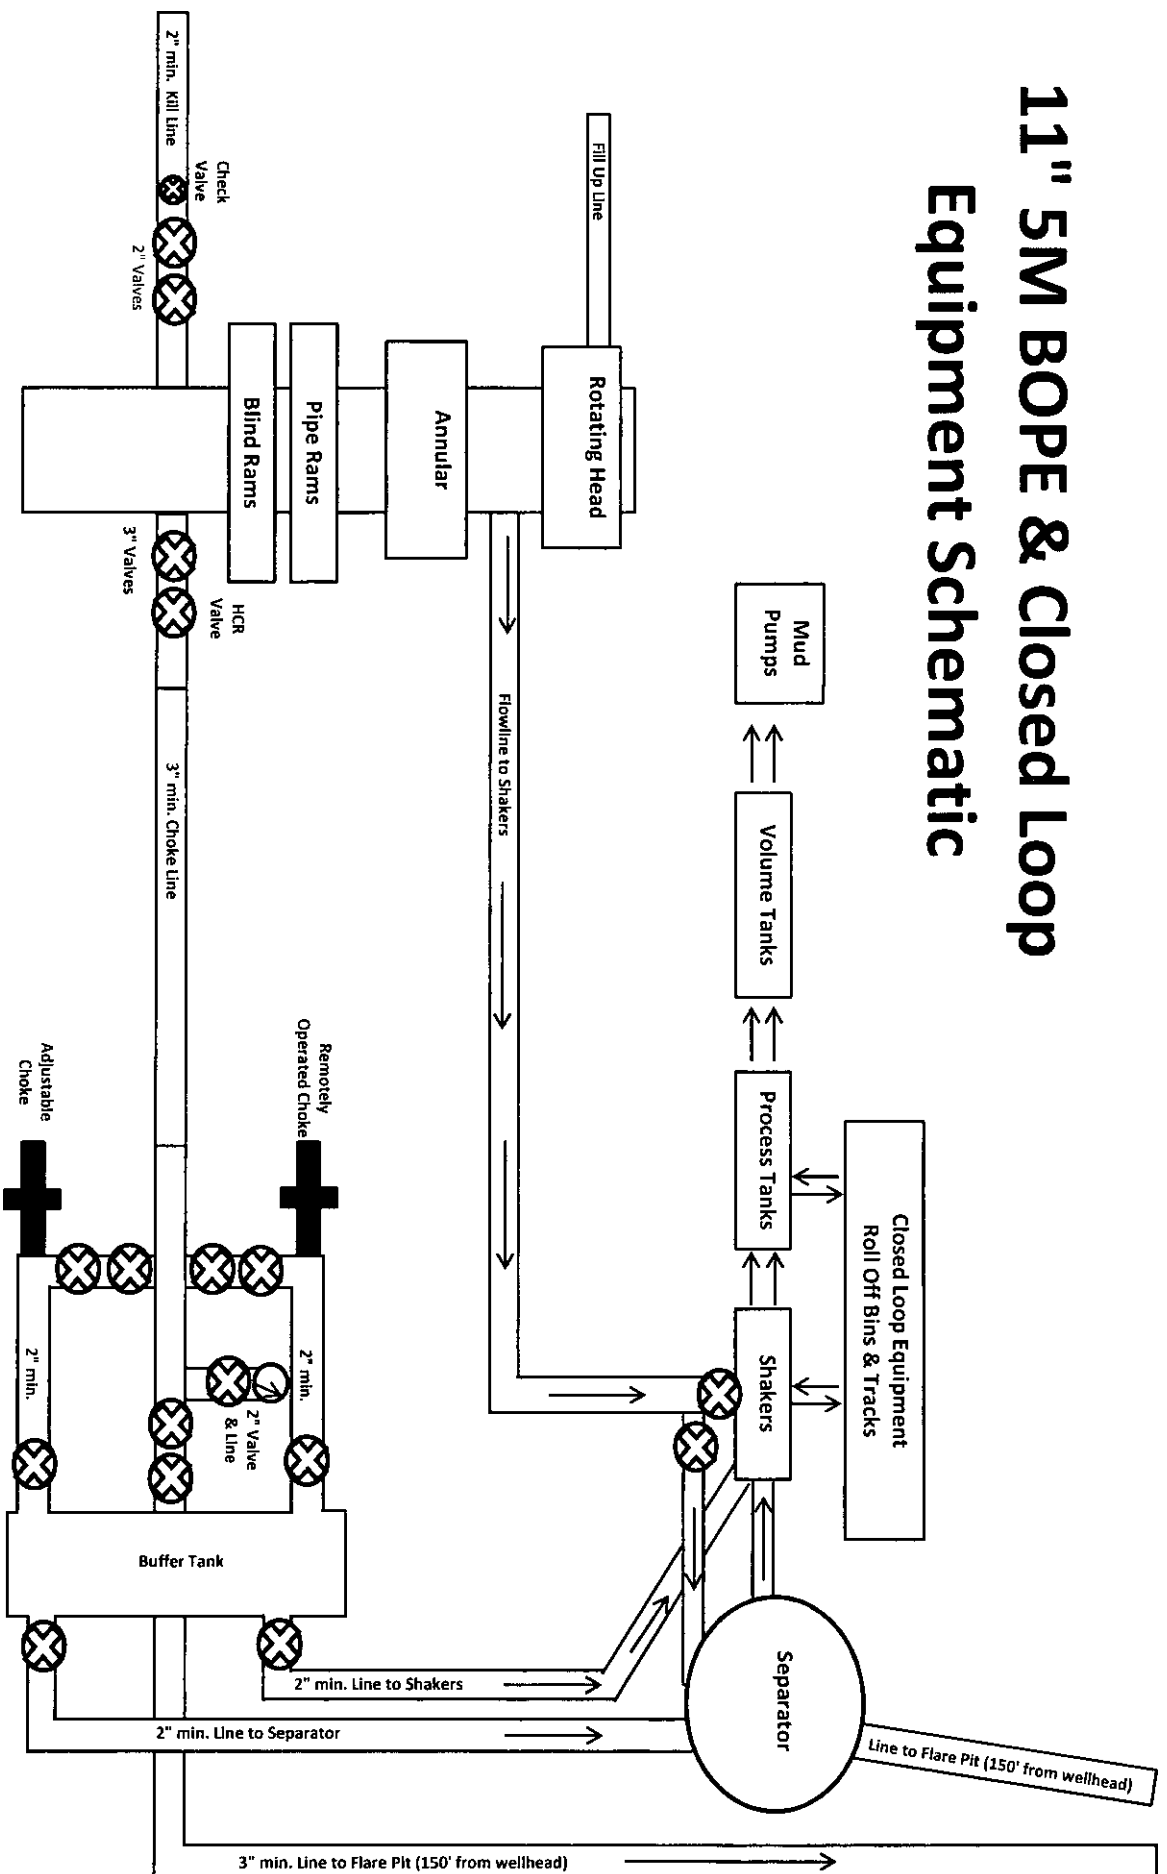 11" 5M BOPE & Closed Loop
Equipment Schematic
Closed Loop Equipment
Roll Off Bins & Tracks
Mud
Pumps
Volume Tanks
Process Tanks
Shakers
Separator
Line to Flare Pit (150' from wellhead)
Fill Up Line
Rotating Head
Flowline to Shakers
Annular
Pipe Rams
Blind Rams
2" min. Kill Line
Check
Valve
2" Valves
HCR
Valve
3" Valves
3" min. Choke Line
Remotely
Operated Choke
Adjustable
Choke
2" min.
2" Valve
& Line
2" min.
Buffer Tank
2" min. Line to Shakers
2" min. Line to Separator
3" min. Line to Flare Pit (150' from wellhead)